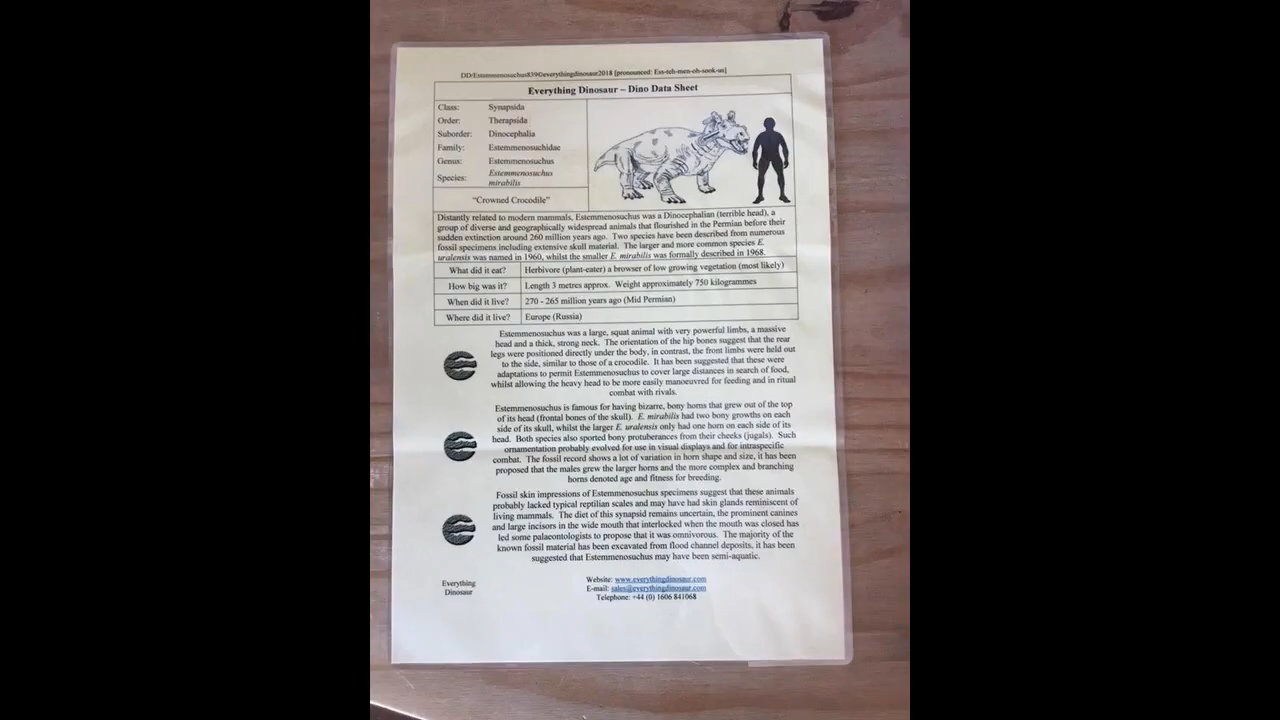 DD/Estemmenosuchus839©everythingdinosaur2018 [pronounced: Ess-teh-men-oh-sook-us]
Everything Dinosaur – Dino Data Sheet
Class: Synapsida
Order: Therapsida
Suborder: Dinocephalia
Family: Estemmenosuchidae
Genus: Estemmenosuchus
Species: Estemmenosuchus
mirabilis
"Crowned Crocodile"
Distantly related to modern mammals, Estemmenosuchus was a Dinocephalian (terrible head), a
group of diverse and geographically widespread animals that flourished in the Permian before their
sudden extinction around 260 million years ago. Two species have been described from numerous
fossil specimens including extensive skull material. The larger and more common species E.
uralensis was named in 1960, whilst the smaller E. mirabilis was formally described in 1968.
What did it eat? Herbivore (plant-eater) a browser of low growing vegetation (most likely)
How big was it? Length 3 metres approx. Weight approximately 750 kilogrammes
When did it live? 270 - 265 million years ago (Mid Permian)
Where did it live? Europe (Russia)
Estemmenosuchus was a large, squat animal with very powerful limbs, a massive
head and a thick, strong neck. The orientation of the hip bones suggest that the rear
legs were positioned directly under the body, in contrast, the front limbs were held out
to the side, similar to those of a crocodile. It has been suggested that these were
adaptations to permit Estemmenosuchus to cover large distances in search of food,
whilst allowing the heavy head to be more easily manoeuvred for feeding and in ritual
combat with rivals.
Estemmenosuchus is famous for having bizarre, bony horns that grew out of the top
of its head (frontal bones of the skull). E. mirabilis had two bony growths on each
side of its skull, whilst the larger E. uralensis only had one horn on each side of its
head. Both species also sported bony protuberances from their cheeks (jugals). Such
ornamentation probably evolved for use in visual displays and for intraspecific
combat. The fossil record shows a lot of variation in horn shape and size, it has been
proposed that the males grew the larger horns and the more complex and branching
horns denoted age and fitness for breeding.
Fossil skin impressions of Estemmenosuchus specimens suggest that these animals
probably lacked typical reptilian scales and may have had skin glands reminiscent of
living mammals. The diet of this synapsid remains uncertain, the prominent canines
and large incisors in the wide mouth that interlocked when the mouth was closed has
led some palaeontologists to propose that it was omnivorous. The majority of the
known fossil material has been excavated from flood channel deposits, it has been
suggested that Estemmenosuchus may have been semi-aquatic.
Everything
Dinosaur
Website: www.everythingdinosaur.com
E-mail: sales@everythingdinosaur.com
Telephone: +44 (0) 1606 841068